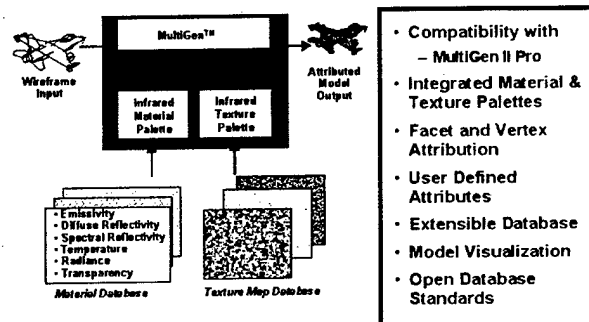 MultiGen™
Wireframe
Input
Attributed
Model
Output
Infrared
Material
Palette
Infrared
Texture
Palette
• Emissivity
• Diffuse Reflectivity
• Spectral Reflectivity
• Temperature
• Radiance
• Transparency
Material Database
Texture Map Database
• Compatibility with
– MultiGen II Pro
• Integrated Material &
Texture Palettes
• Facet and Vertex
Attribution
• User Defined
Attributes
• Extensible Database
• Model Visualization
• Open Database
Standards